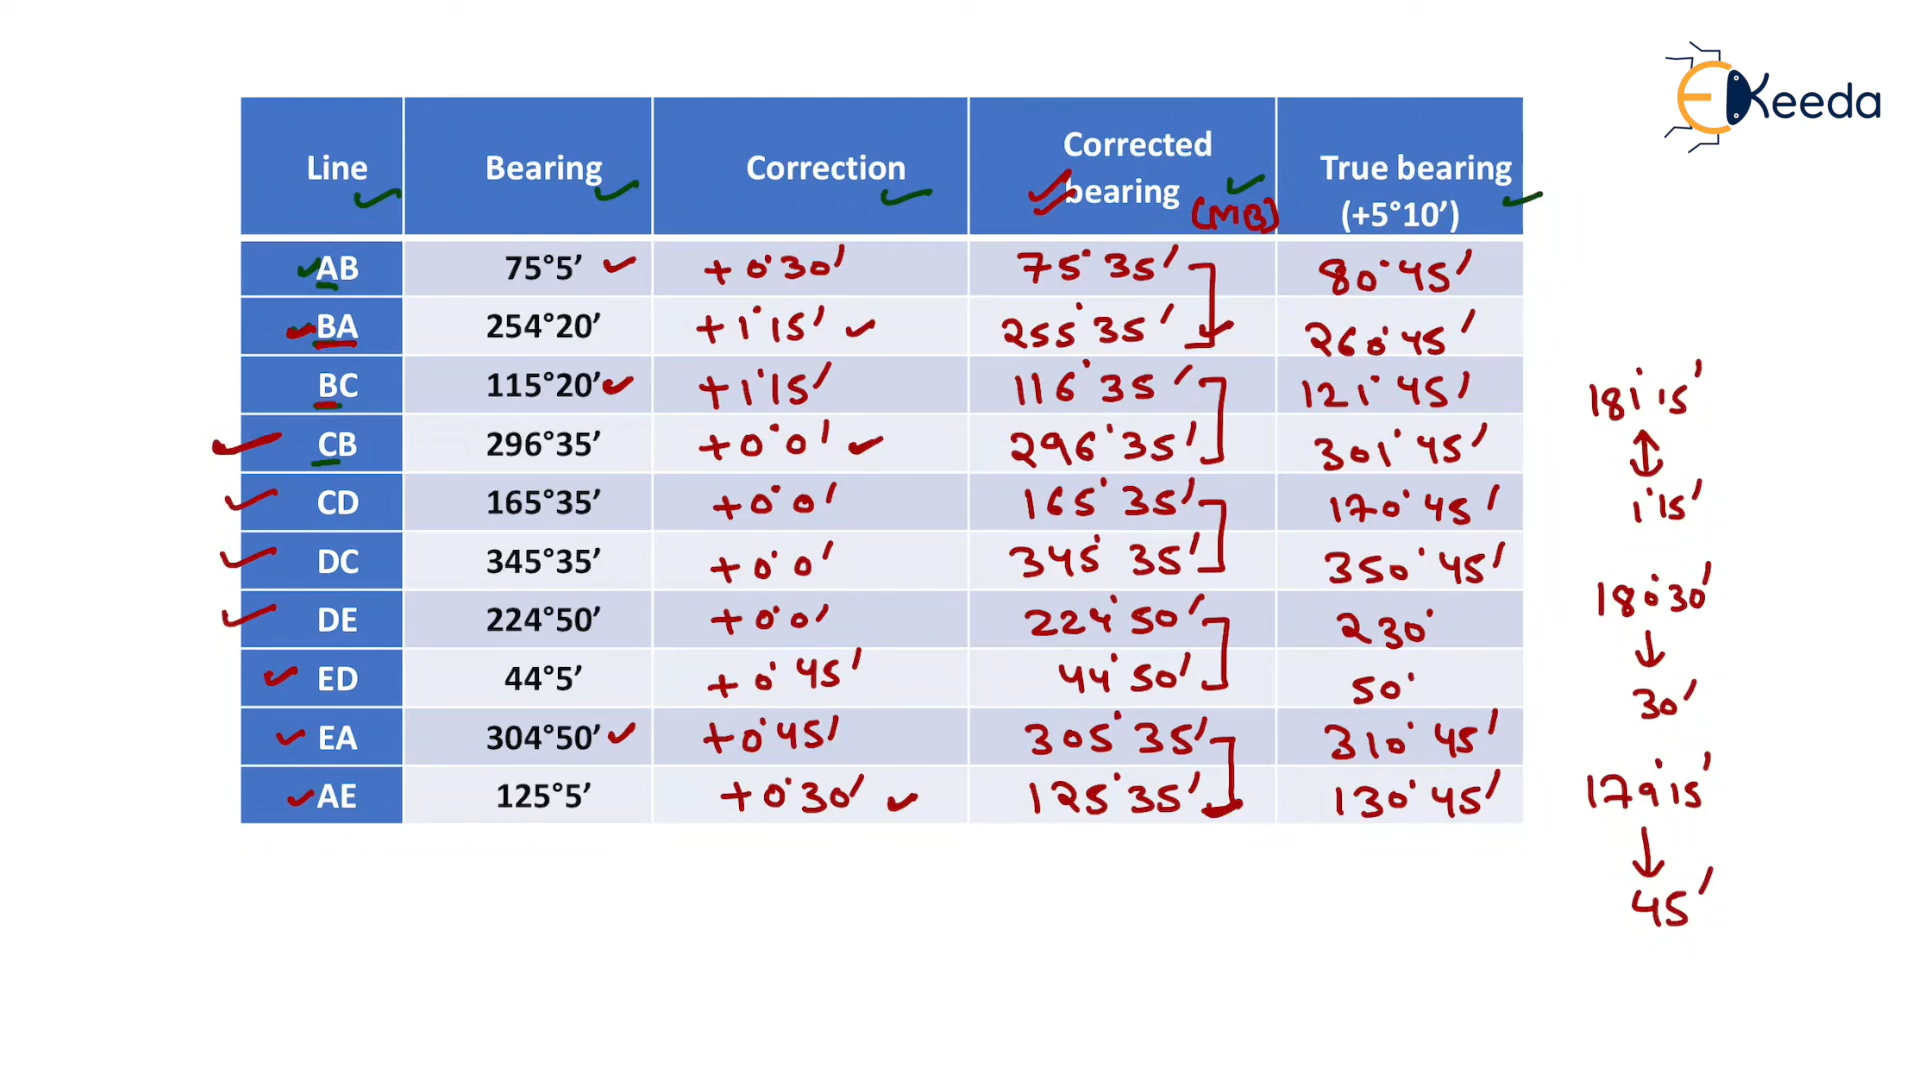 EKeeda
Line Bearing Correction Corrected bearing (MB) True bearing (+5°10’)
AB 75°5’ +0°30' 75°35' 80°45'
BA 254°20’ +1°15' 255°35' 260°45'
BC 115°20’ +1°15' 116°35' 121°45'
CB 296°35’ +0°0' 296°35' 301°45'
CD 165°35’ +0°0' 165°35' 170°45'
DC 345°35’ +0°0' 345°35' 350°45'
DE 224°50’ +0°0' 224°50' 230°
ED 44°5’ +0°45' 44°50' 50°
EA 304°50’ +0°45' 305°35' 310°45'
AE 125°5’ +0°30' 125°35' 130°45'
181°15'
1°15'
180°30'
30'
179°15'
45'